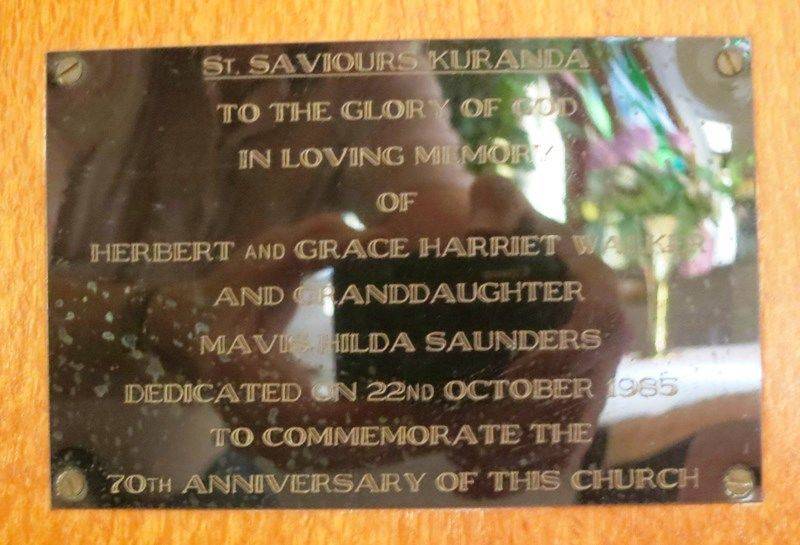 ST. SAVIOURS KURANDA
TO THE GLORY OF GOD
IN LOVING MEMORY
OF
HERBERT AND GRACE HARRIET WALKER
AND GRANDDAUGHTER
MAVIS HILDA SAUNDERS
DEDICATED ON 22ND OCTOBER 1985
TO COMMEMORATE THE
70TH ANNIVERSARY OF THIS CHURCH